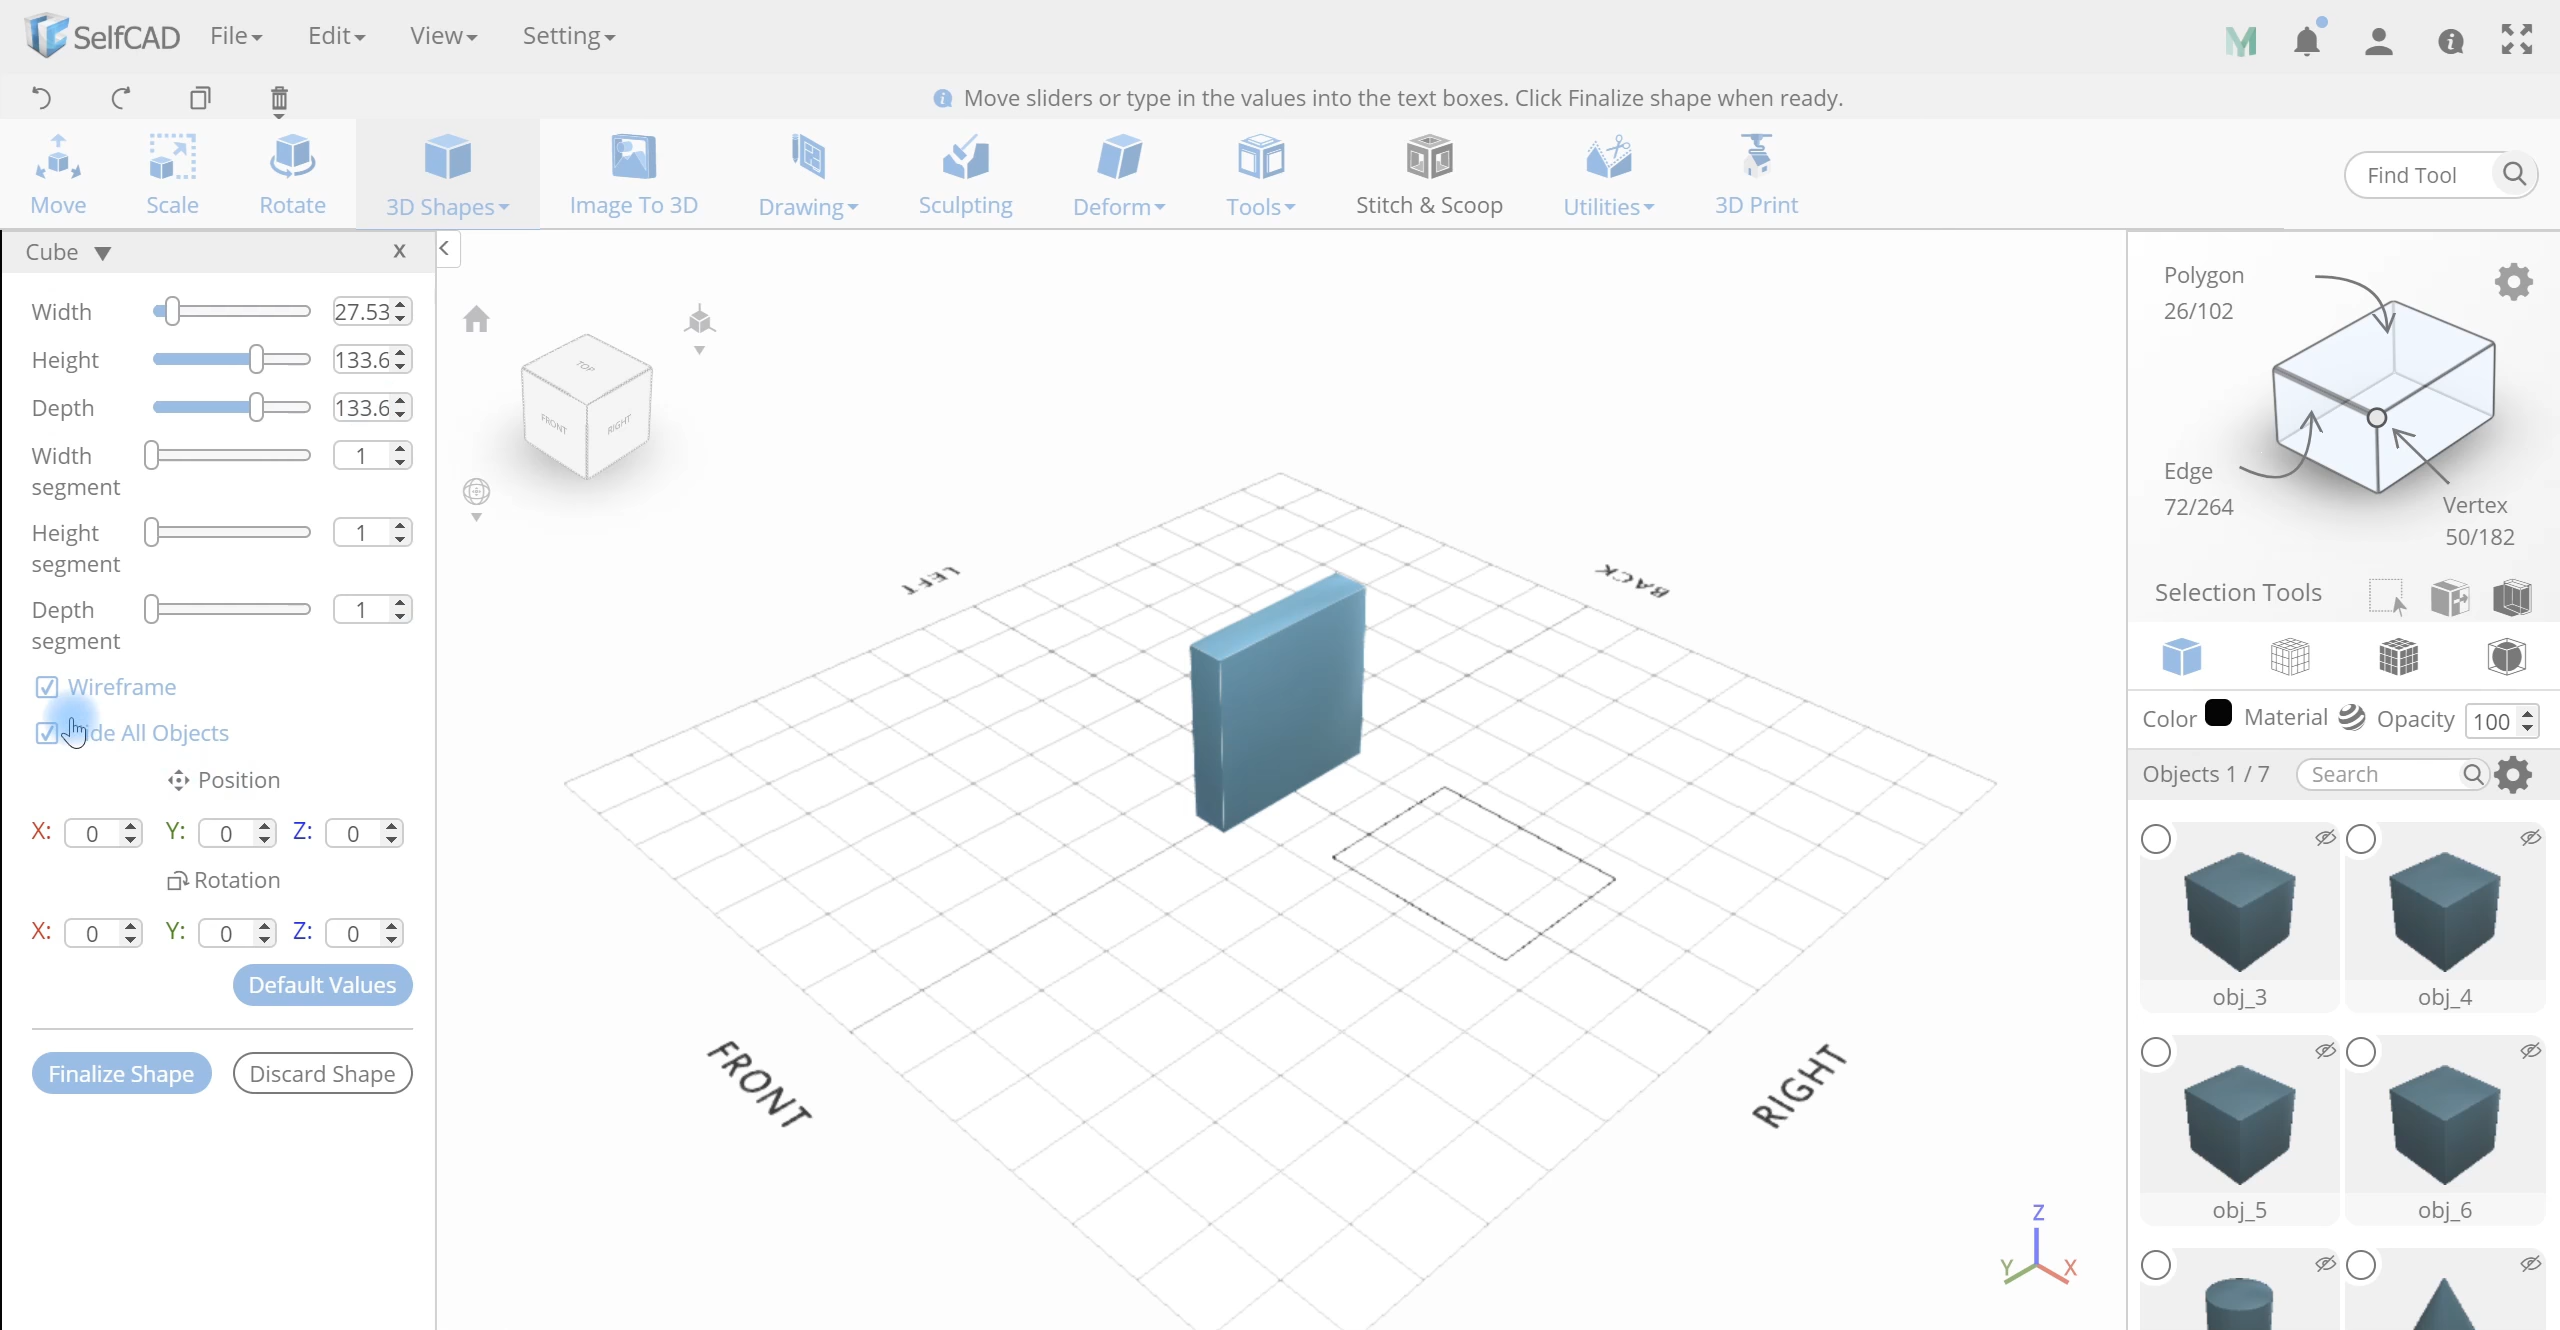 SelfCAD
File
Edit
View
Setting
Move sliders or type in the values into the text boxes. Click Finalize shape when ready.
Move
Scale
Rotate
3D Shapes
Image To 3D
Drawing
Sculpting
Deform
Tools
Stitch & Scoop
Utilities
3D Print
Find Tool
Cube
x
Width
27.53
Height
133.6
Depth
133.6
Width
segment
1
Height
segment
1
Depth
segment
1
Wireframe
de All Objects
Position
X: 0 Y: 0 Z: 0
Rotation
X: 0 Y: 0 Z: 0
Default Values
Finalize Shape
Discard Shape
TOP
FRONT
RIGHT
LEFT
BACK
FRONT
RIGHT
Z
Y
X
Polygon
26/102
Edge
72/264
Vertex
50/182
Selection Tools
Color
Material
Opacity
100
Objects 1 / 7
Search
obj_3
obj_4
obj_5
obj_6